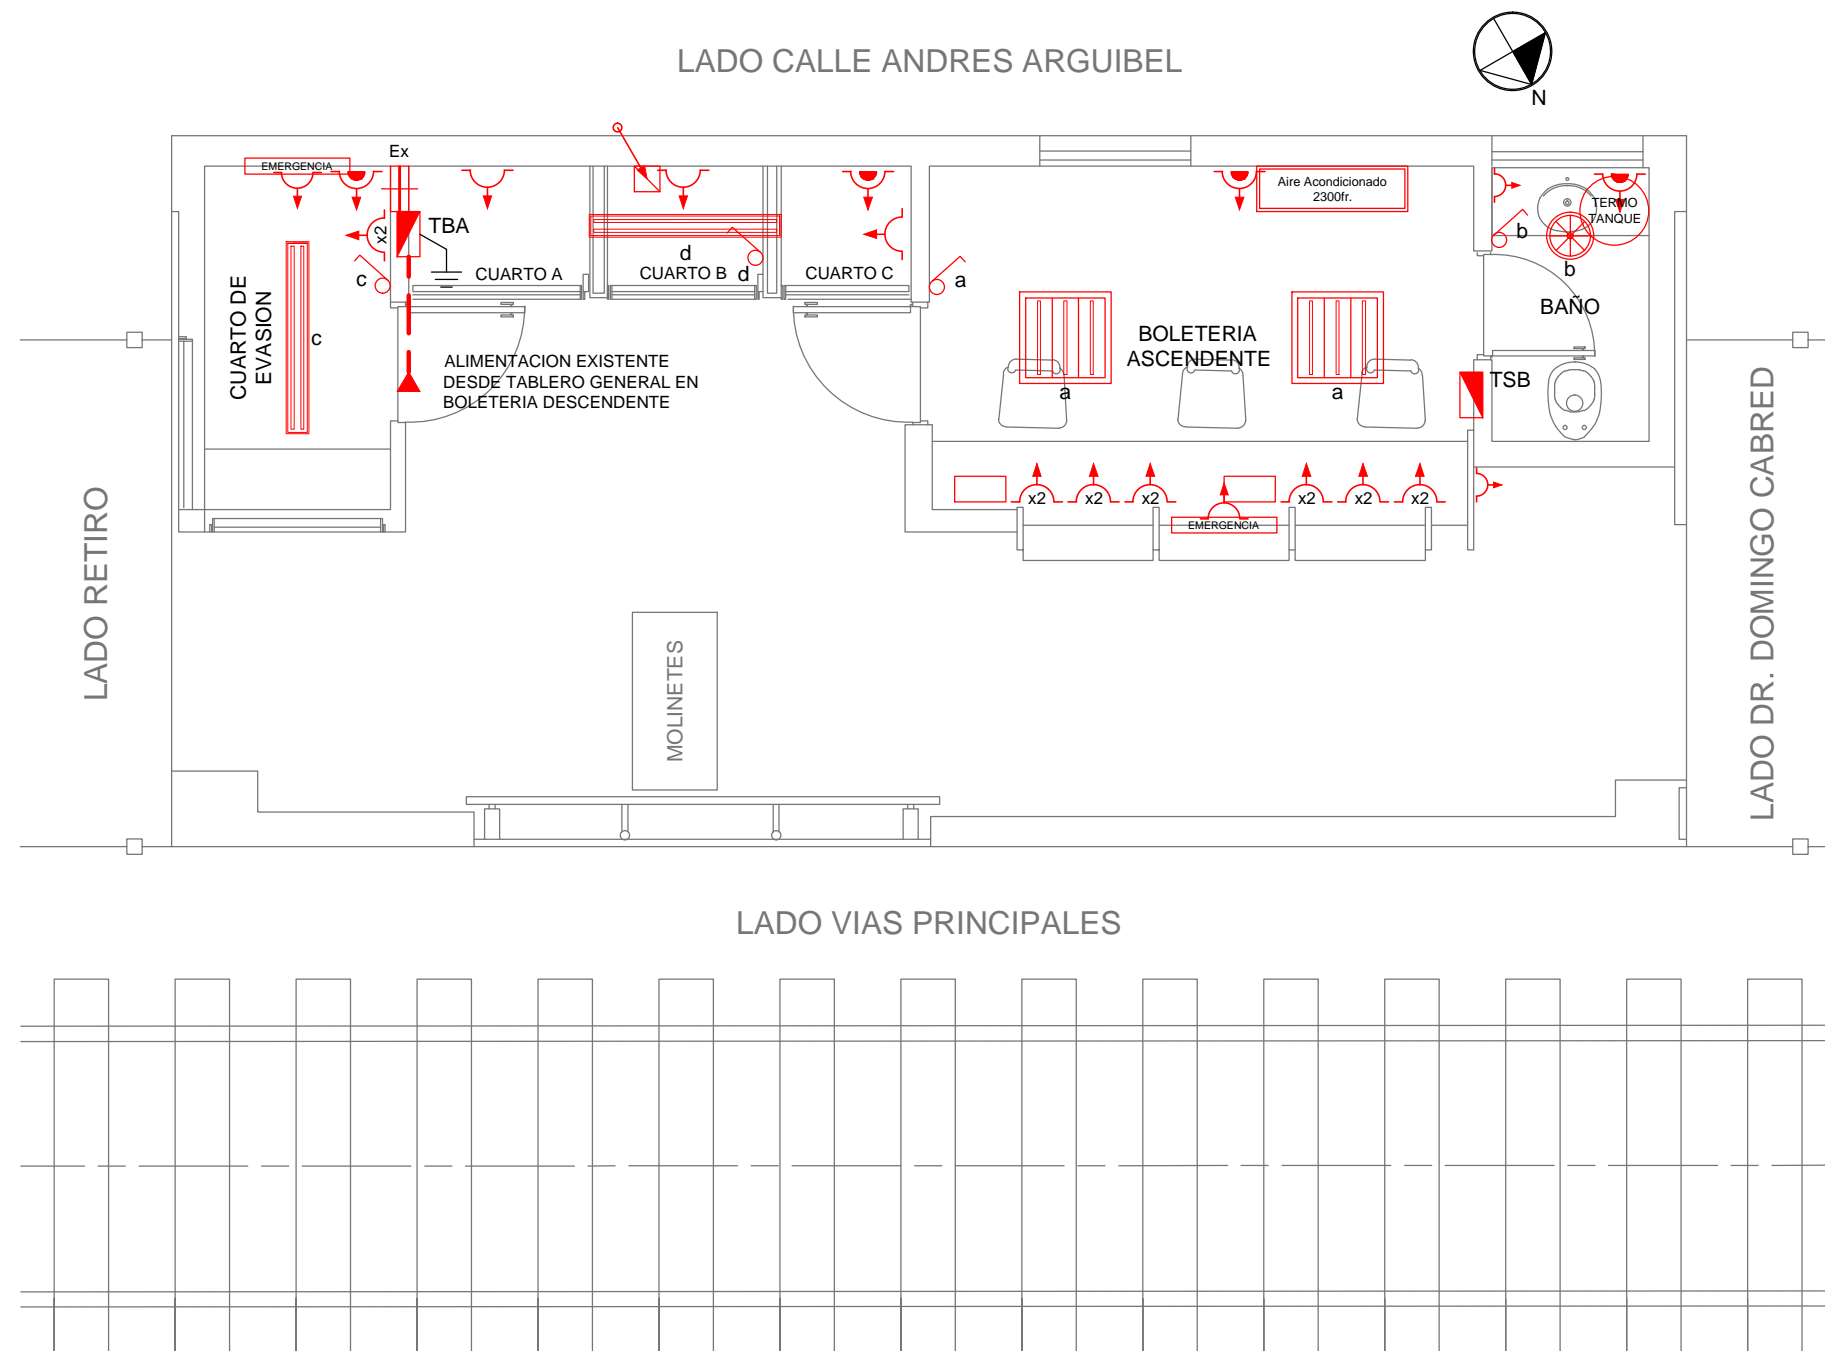 LADO CALLE ANDRES ARGUIBEL
N
EMERGENCIA
Ex
Aire Acondicionado
2300fr.
TERMO
TANQUE
x2
TBA
b
d
CUARTO A
CUARTO B
d
CUARTO C
c
a
b
BAÑO
CUARTO DE
EVASION
c
BOLETERIA
ASCENDENTE
ALIMENTACION EXISTENTE
DESDE TABLERO GENERAL EN
BOLETERIA DESCENDENTE
a
a
TSB
x2
x2
x2
x2
x2
x2
EMERGENCIA
LADO RETIRO
LADO DR. DOMINGO CABRED
MOLINETES
LADO VIAS PRINCIPALES